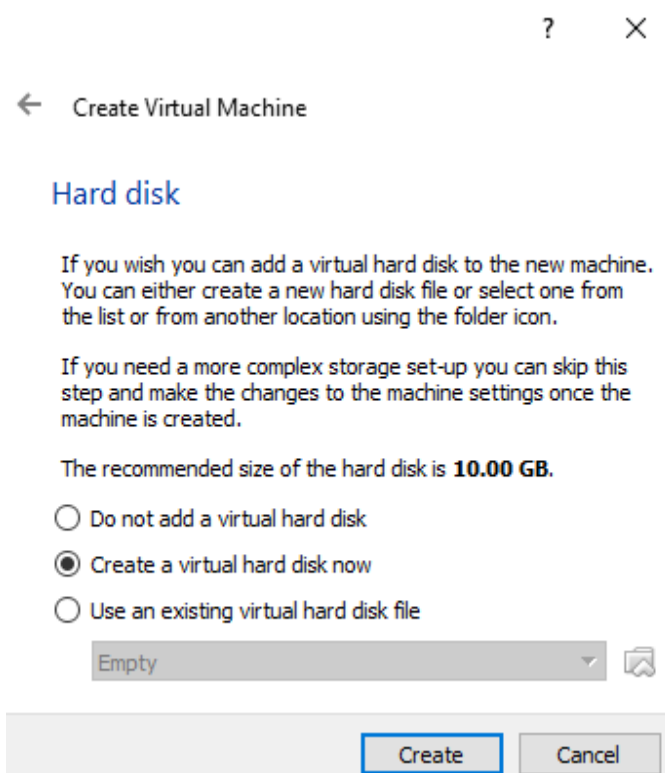 ?
Create Virtual Machine
Hard disk
If you wish you can add a virtual hard disk to the new machine.
You can either create a new hard disk file or select one from
the list or from another location using the folder icon.
If you need a more complex storage set-up you can skip this
step and make the changes to the machine settings once the
machine is created.
The recommended size of the hard disk is 10.00 GB.
Do not add a virtual hard disk
Create a virtual hard disk now
Use an existing virtual hard disk file
Empty
Create Cancel